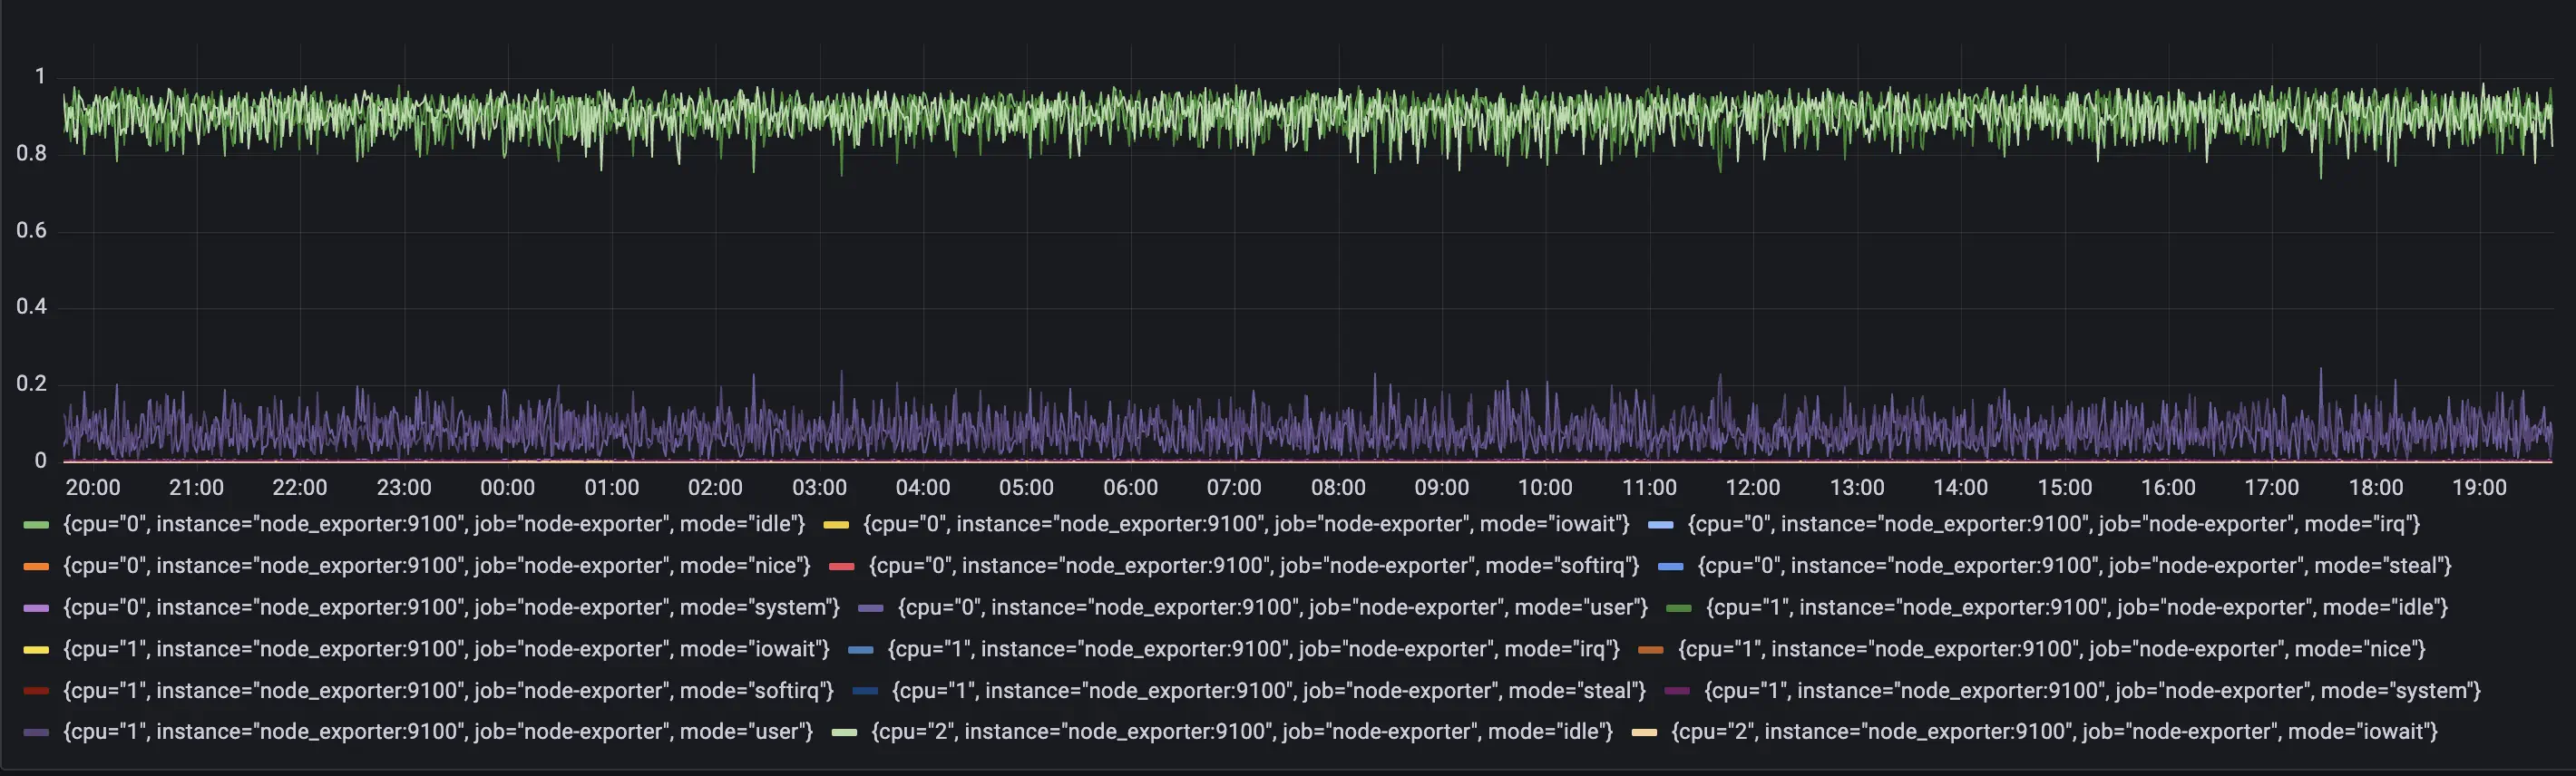 1
0.8
0.6
0.4
0.2
0
20:00 21:00 22:00 23:00 00:00 01:00 02:00 03:00 04:00 05:00 06:00 07:00 08:00 09:00 10:00 11:00 12:00 13:00 14:00 15:00 16:00 17:00 18:00 19:00
{cpu="0", instance="node_exporter:9100", job="node-exporter", mode="idle"} {cpu="0", instance="node_exporter:9100", job="node-exporter", mode="iowait"} {cpu="0", instance="node_exporter:9100", job="node-exporter", mode="irq"}
{cpu="0", instance="node_exporter:9100", job="node-exporter", mode="nice"} {cpu="0", instance="node_exporter:9100", job="node-exporter", mode="softirq"} {cpu="0", instance="node_exporter:9100", job="node-exporter", mode="steal"}
{cpu="0", instance="node_exporter:9100", job="node-exporter", mode="system"} {cpu="0", instance="node_exporter:9100", job="node-exporter", mode="user"} {cpu="1", instance="node_exporter:9100", job="node-exporter", mode="idle"}
{cpu="1", instance="node_exporter:9100", job="node-exporter", mode="iowait"} {cpu="1", instance="node_exporter:9100", job="node-exporter", mode="irq"} {cpu="1", instance="node_exporter:9100", job="node-exporter", mode="nice"}
{cpu="1", instance="node_exporter:9100", job="node-exporter", mode="softirq"} {cpu="1", instance="node_exporter:9100", job="node-exporter", mode="steal"} {cpu="1", instance="node_exporter:9100", job="node-exporter", mode="system"}
{cpu="1", instance="node_exporter:9100", job="node-exporter", mode="user"} {cpu="2", instance="node_exporter:9100", job="node-exporter", mode="idle"} {cpu="2", instance="node_exporter:9100", job="node-exporter", mode="iowait"}